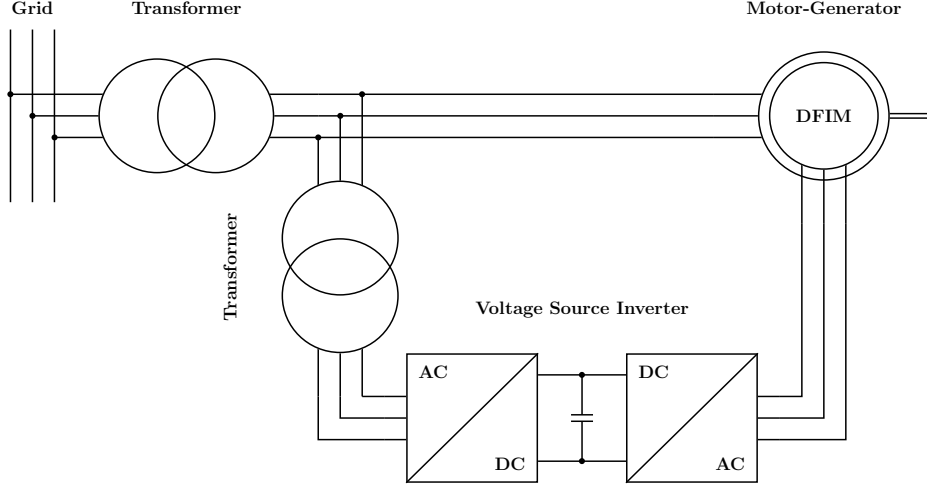 Grid
Transformer
Motor-Generator
DFIM
Transformer
Voltage Source Inverter
AC
DC
DC
AC